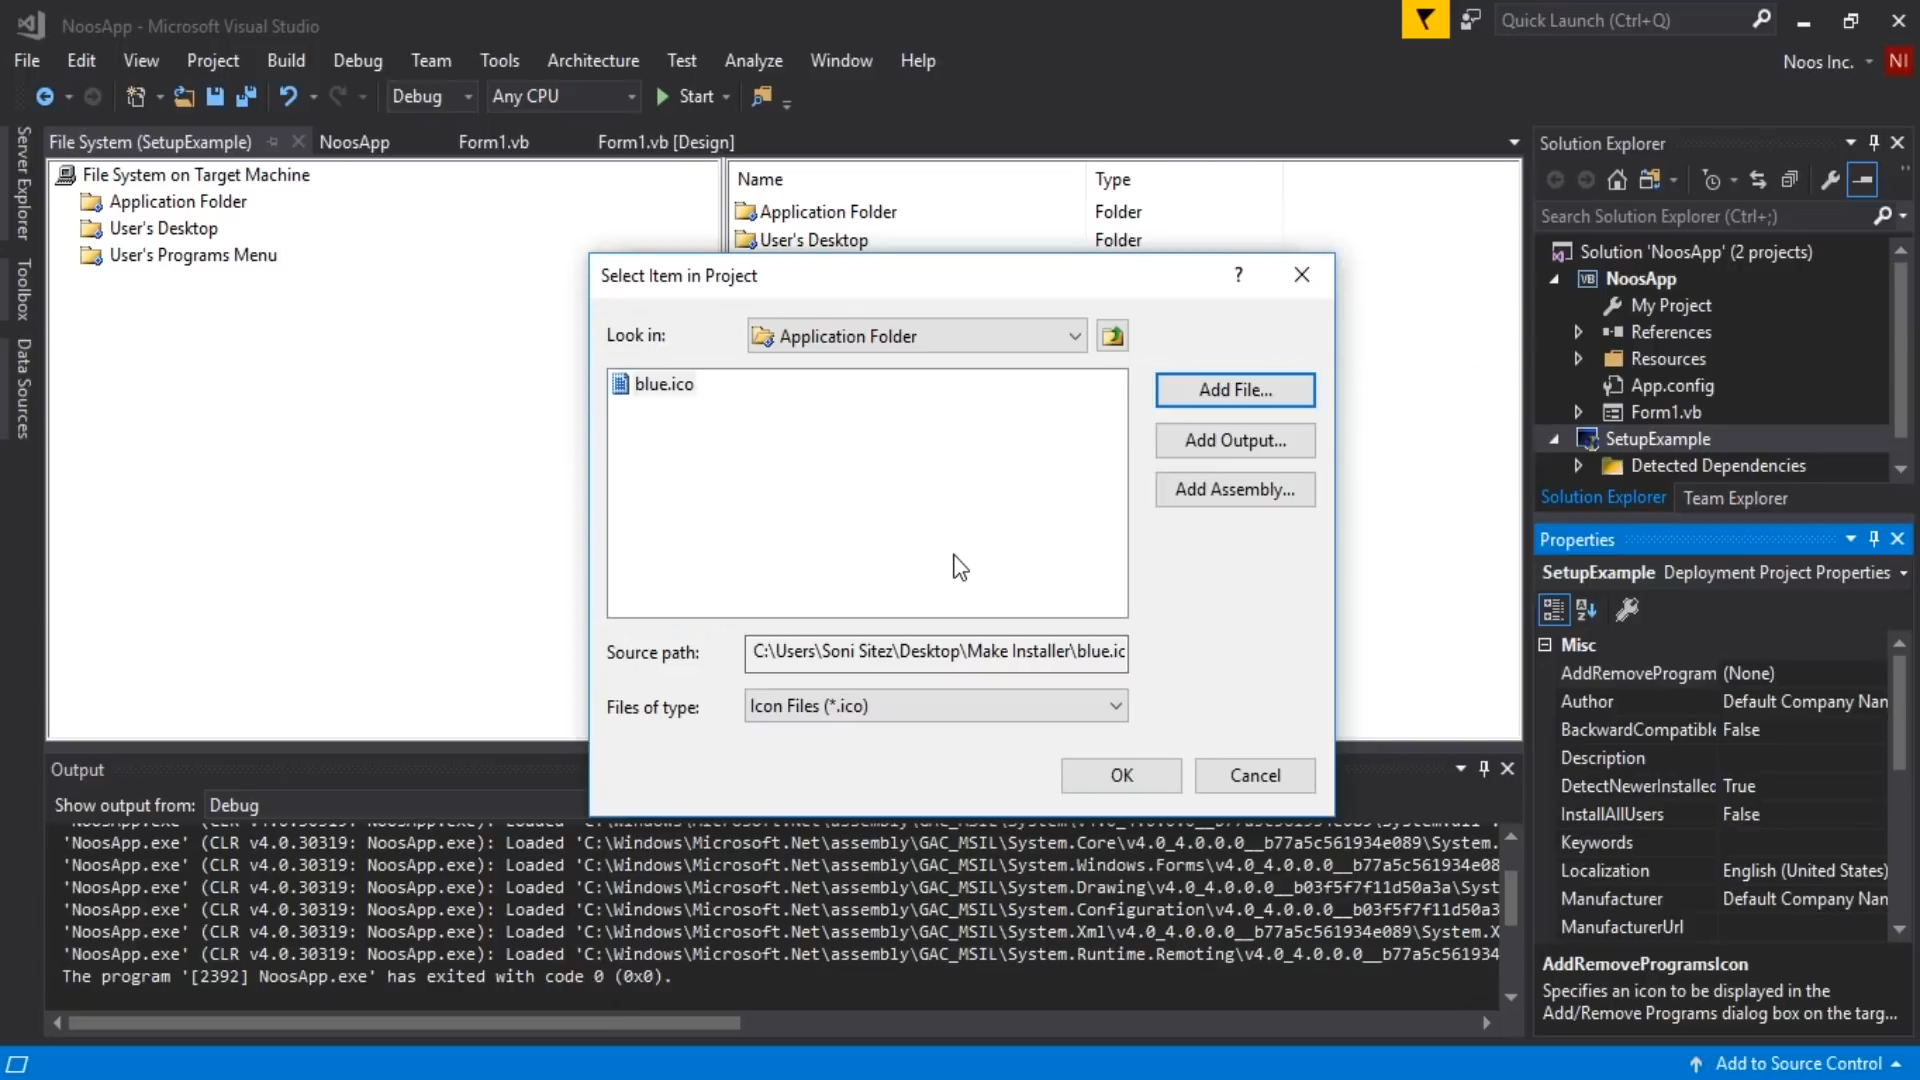 NoosApp - Microsoft Visual Studio
Quick Launch (Ctrl+Q)
File Edit View Project Build Debug Team Tools Architecture Test Analyze Window Help
Noos Inc. NI
Debug Any CPU Start
Server Explorer
Toolbox
Data Sources
File System (SetupExample) NoosApp Form1.vb Form1.vb [Design]
File System on Target Machine
Application Folder
User's Desktop
User's Programs Menu
Name Type
Application Folder Folder
User's Desktop Folder
Select Item in Project ?
Look in: Application Folder
blue.ico
Add File...
Add Output...
Add Assembly...
Source path: C:\Users\Soni Sitez\Desktop\Make Installer\blue.ic
Files of type: Icon Files (*.ico)
OK Cancel
Solution Explorer
Search Solution Explorer (Ctrl+;)
Solution 'NoosApp' (2 projects)
VB NoosApp
My Project
References
Resources
App.config
Form1.vb
SetupExample
Detected Dependencies
Solution Explorer Team Explorer
Properties
SetupExample Deployment Project Properties
Misc
AddRemoveProgram (None)
Author Default Company Nan
BackwardCompatible False
Description
DetectNewerInstalled True
InstallAllUsers False
Keywords
Localization English (United States)
Manufacturer Default Company Nan
ManufacturerUrl
AddRemoveProgramsIcon
Specifies an icon to be displayed in the
Add/Remove Programs dialog box on the targ...
Output
Show output from: Debug
'NoosApp.exe' (CLR v4.0.30319: NoosApp.exe): Loaded 'C:\Windows\Microsoft.Net\assembly\GAC_MSIL\System.Core\v4.0_4.0.0.0__b77a5c561934e089\System.
'NoosApp.exe' (CLR v4.0.30319: NoosApp.exe): Loaded 'C:\Windows\Microsoft.Net\assembly\GAC_MSIL\System.Windows.Forms\v4.0_4.0.0.0__b77a5c561934e08
'NoosApp.exe' (CLR v4.0.30319: NoosApp.exe): Loaded 'C:\Windows\Microsoft.Net\assembly\GAC_MSIL\System.Drawing\v4.0_4.0.0.0__b03f5f7f11d50a3a\Syst
'NoosApp.exe' (CLR v4.0.30319: NoosApp.exe): Loaded 'C:\Windows\Microsoft.Net\assembly\GAC_MSIL\System.Configuration\v4.0_4.0.0.0__b03f5f7f11d50a3
'NoosApp.exe' (CLR v4.0.30319: NoosApp.exe): Loaded 'C:\Windows\Microsoft.Net\assembly\GAC_MSIL\System.Xml\v4.0_4.0.0.0__b77a5c561934e089\System.X
'NoosApp.exe' (CLR v4.0.30319: NoosApp.exe): Loaded 'C:\Windows\Microsoft.Net\assembly\GAC_MSIL\System.Runtime.Remoting\v4.0_4.0.0.0__b77a5c561934
The program '[2392] NoosApp.exe' has exited with code 0 (0x0).
Add to Source Control